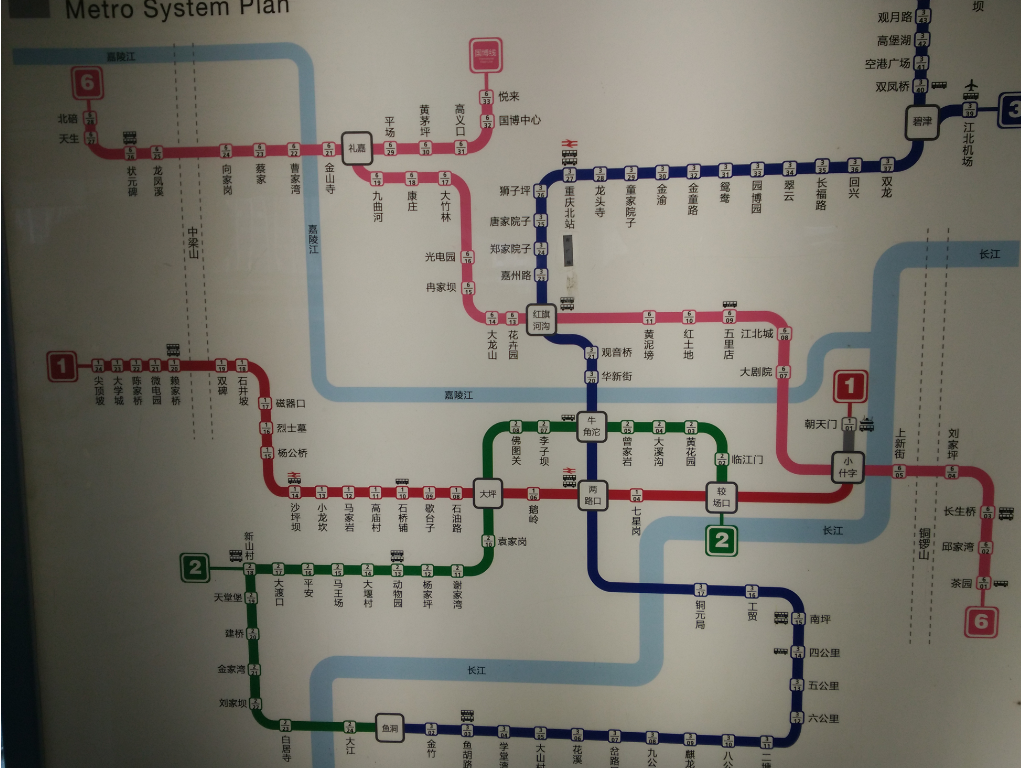 Metro System Plan
坝
观月路
高堡湖
空港广场
双凤桥
碧津
江北机场
3
嘉陵江
国博线
6
北碚
天生
状元碑
龙凤溪
向家岗
蔡家
曹家湾
金山寺
礼嘉
平场
黄茅坪
高义口
国博中心
悦来
九曲河
康庄
大竹林
光电园
冉家坝
大龙山
花卉园
红旗
河沟
狮子坪
唐家院子
郑家院子
嘉州路
重庆北站
龙头寺
童家院子
金渝
金童路
鸳鸯
园博园
翠云
长福路
回兴
双龙
中梁山
嘉陵江
长江
黄泥塝
红土地
五里店
江北城
大剧院
观音桥
华新街
嘉陵江
1
尖顶坡
大学城
陈家桥
微电园
赖家桥
双碑
石井坡
磁器口
烈士墓
杨公桥
沙坪坝
小龙坎
马家岩
高庙村
石桥铺
歇台子
石油路
大坪
鹅岭
两
路口
七星岗
较
场口
2
小
什字
朝天门
1
上新街
刘家坪
长生桥
邱家湾
茶园
6
铜锣山
长江
佛图关
李子坝
牛
角沱
曾家岩
大溪沟
黄花园
临江门
袁家岗
谢家湾
杨家坪
动物园
大堰村
马王场
平安
大渡口
新山村
2
天堂堡
建桥
金家湾
刘家坝
白居寺
大江
鱼洞
金竹
鱼胡路
学堂湾
大山村
花溪
岔路
九公
麒龙
八公
二塘
六公里
五公里
四公里
南坪
工贸
铜元局
长江